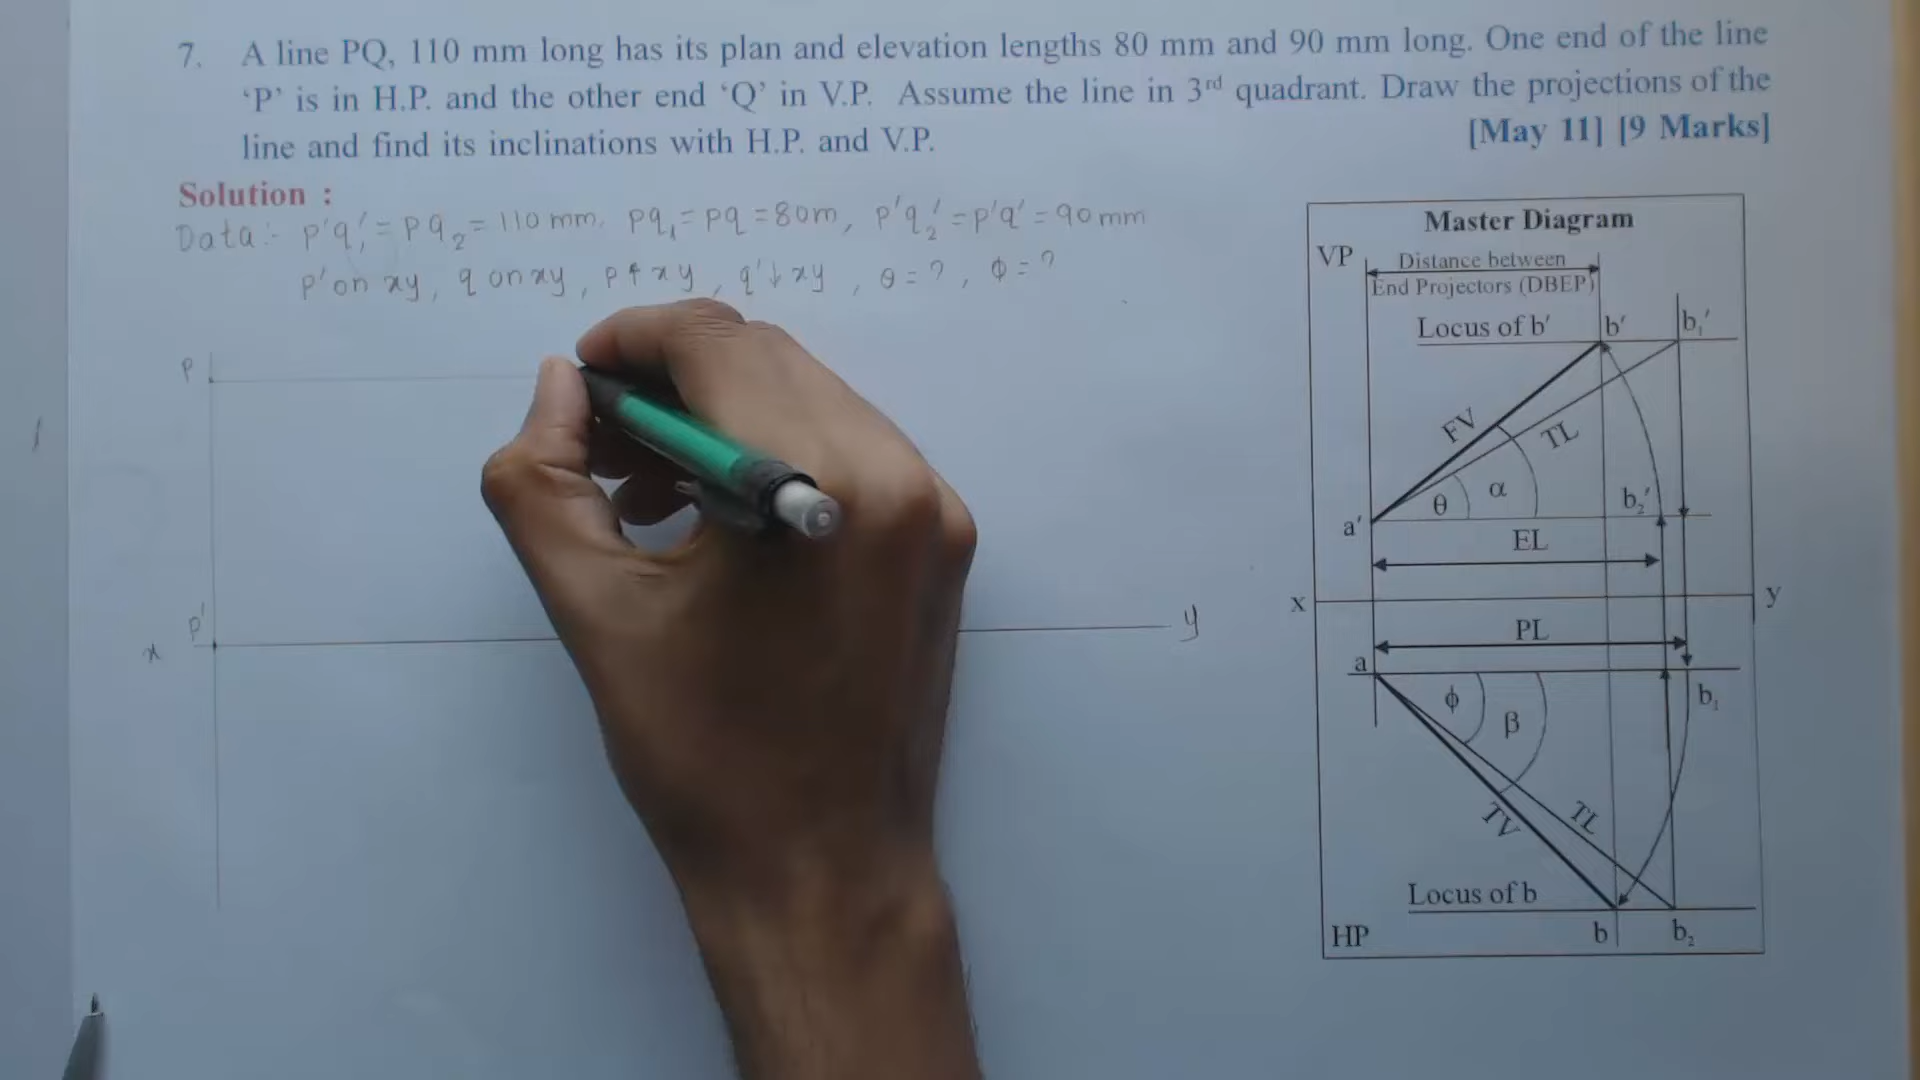 7. A line PQ, 110 mm long has its plan and elevation lengths 80 mm and 90 mm long. One end of the line
‘P’ is in H.P. and the other end ‘Q’ in V.P. Assume the line in 3rd quadrant. Draw the projections of the
line and find its inclinations with H.P. and V.P.
[May 11] [9 Marks]
Solution :
Data:- p'q₁' = pq₂ = 110 mm, pq₁ = pq = 80m, p'q₂' = p'q' = 90 mm
p' on xy, q on xy, p↑xy, q'↓xy, θ = ?, φ = ?
p
p'
x
y
Master Diagram
VP
Distance between
End Projectors (DBEP)
Locus of b'
b'
b₁'
FV
TL
θ
α
b₂'
a'
EL
x
y
PL
a
φ
β
b₁
TV
TL
Locus of b
HP
b
b₂